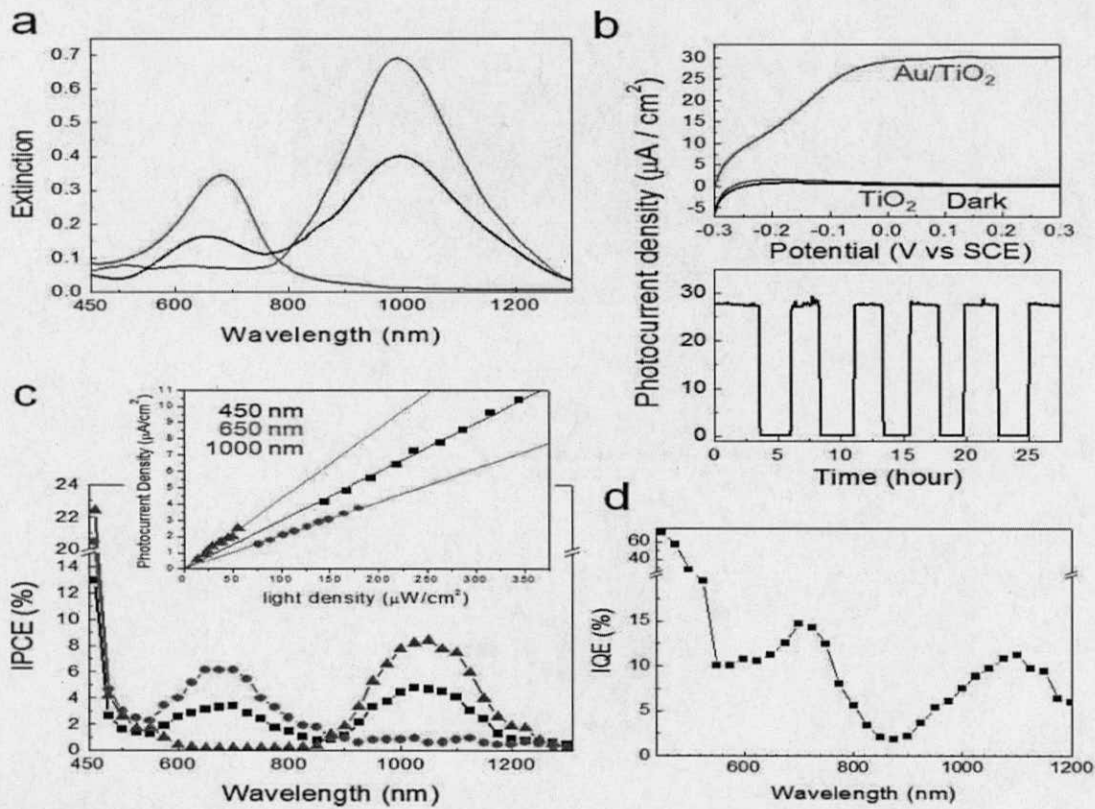 a
0.7
0.6
0.5
0.4
0.3
0.2
0.1
0.0
450 600 800 1000 1200
Extinction
Wavelength (nm)
b
30
25
20
15
10
5
0
-5
Au/TiO₂
TiO₂ Dark
-0.3 -0.2 -0.1 0.0 0.1 0.2 0.3
Potential (V vs SCE)
Photocurrent density (µA / cm²)
30
20
10
0
0 5 10 15 20 25
Time (hour)
c
24
22
20
14
12
10
8
6
4
2
0
450 600 800 1000 1200
IPCE (%)
Wavelength (nm)
450 nm
650 nm
1000 nm
11
10
9
8
7
6
5
4
3
2
1
0
0 50 100 150 200 250 300 350
Photocurrent Density (µA/cm²)
light density (µW/cm²)
d
60
40
15
10
5
0
600 800 1000 1200
IQE (%)
Wavelength (nm)